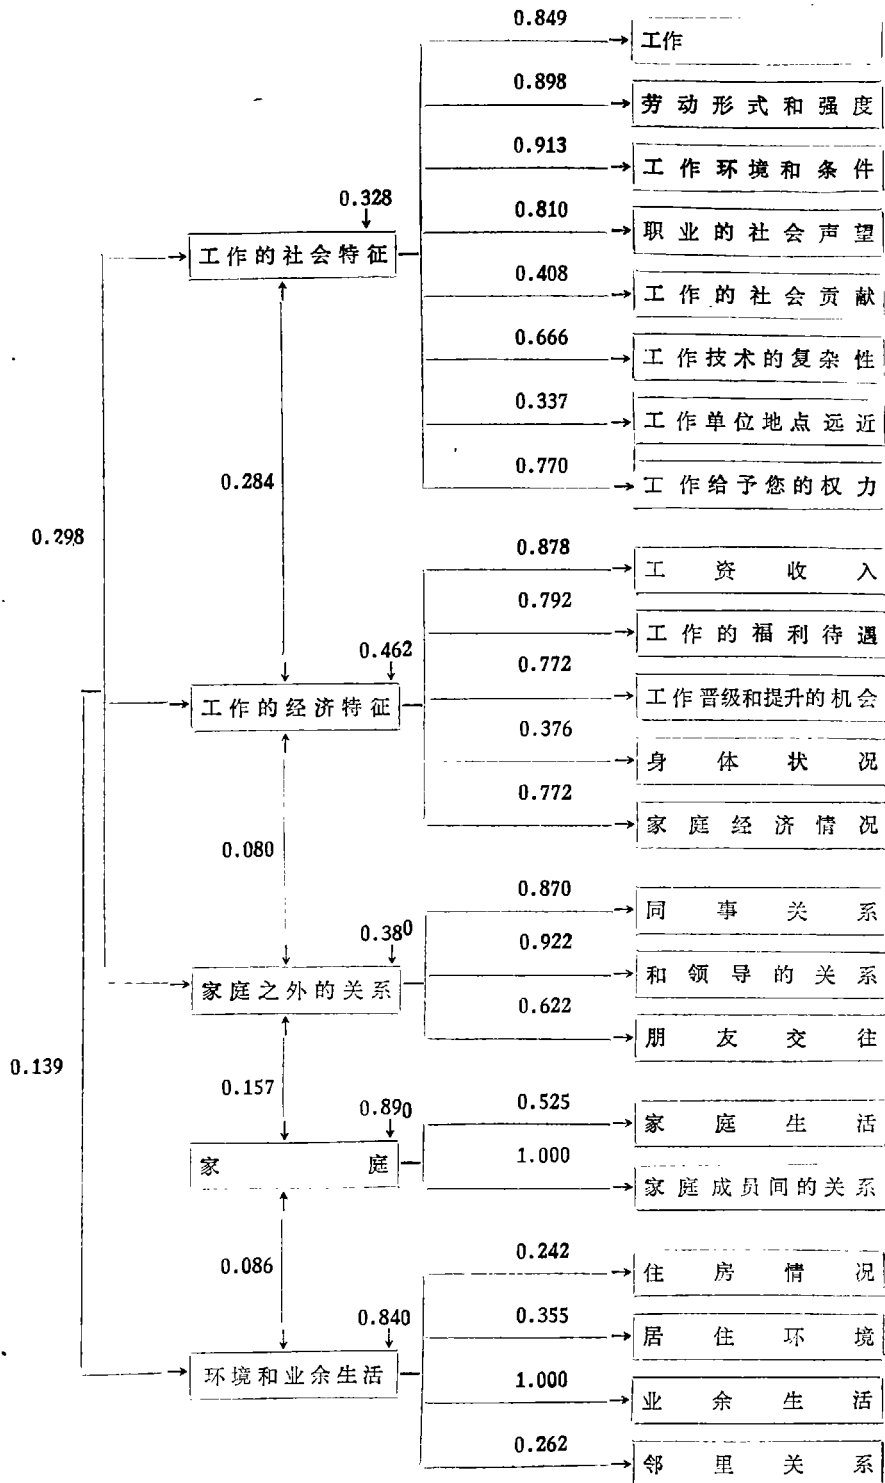 0.849
工作
0.898
劳动形式和强度
0.913
工作环境和条件
0.328
0.810
工作的社会特征
职业的社会声望
0.408
工作的社会贡献
0.666
工作技术的复杂性
0.337
工作单位地点远近
0.284
0.770
工作给予您的权力
0.298
0.878
工资收入
0.792
工作的福利待遇
0.462
0.772
工作的经济特征
工作晋级和提升的机会
0.376
身体状况
0.772
家庭经济情况
0.080
0.870
同事关系
0.380
0.922
家庭之外的关系
和领导的关系
0.622
朋友交往
0.139
0.157
0.890
0.525
家庭生活
家庭
1.000
家庭成员间的关系
0.086
0.242
住房情况
0.840
0.355
居住环境
环境和业余生活
1.000
业余生活
0.262
邻里关系